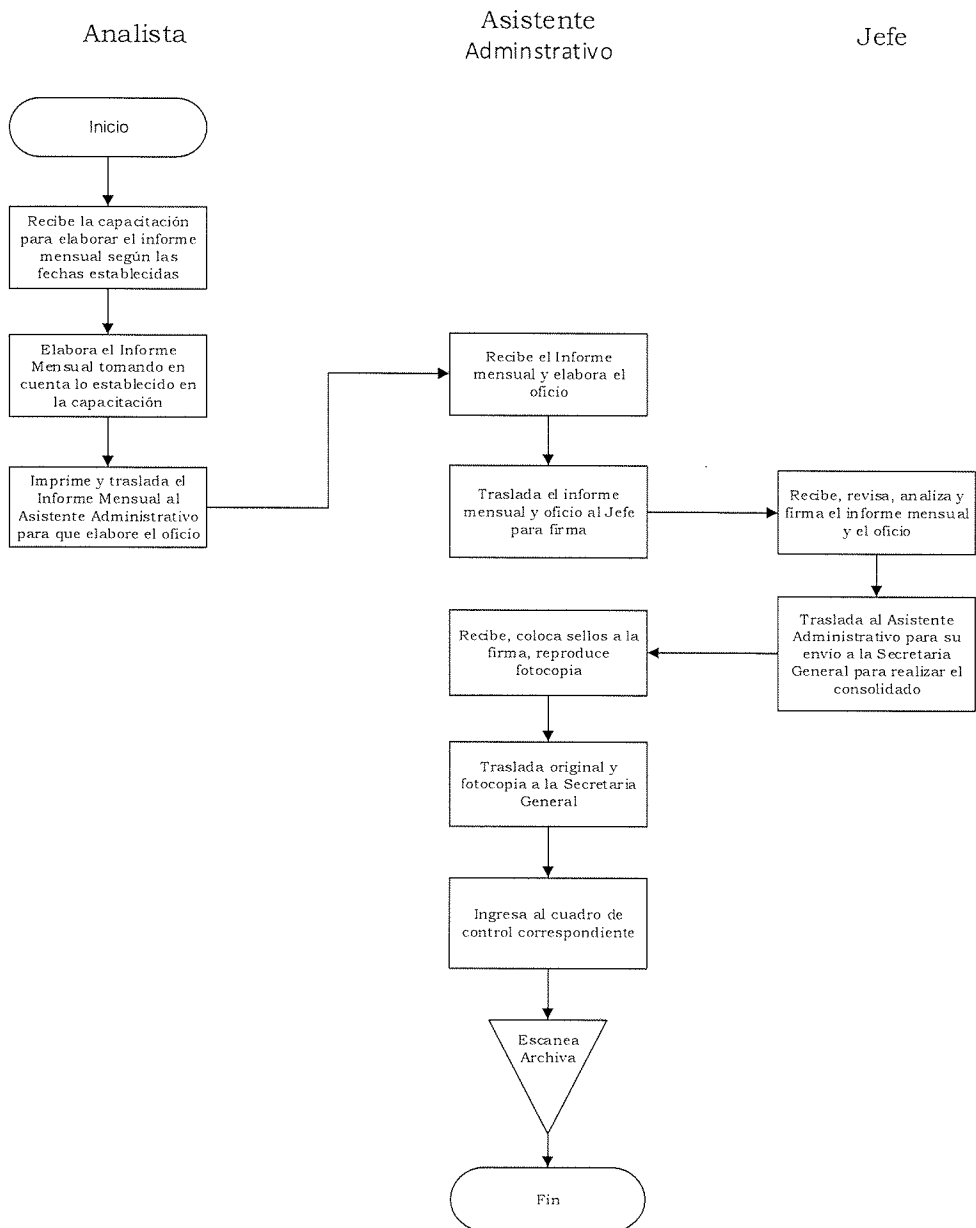 Analista
Asistente
Adminstrativo
Jefe
Inicio
Recibe la capacitación
para elaborar el informe
mensual según las
fechas establecidas
Elabora el Informe
Mensual tomando en
cuenta lo establecido en
la capacitación
Imprime y traslada el
Informe Mensual al
Asistente Administrativo
para que elabore el oficio
Recibe el Informe
mensual y elabora el
oficio
Traslada el informe
mensual y oficio al Jefe
para firma
Recibe, revisa, analiza y
firma el informe mensual
y el oficio
Traslada al Asistente
Administrativo para su
envío a la Secretaria
General para realizar el
consolidado
Recibe, coloca sellos a la
firma, reproduce
fotocopia
Traslada original y
fotocopia a la Secretaria
General
Ingresa al cuadro de
control correspondiente
Escanea
Archiva
Fin